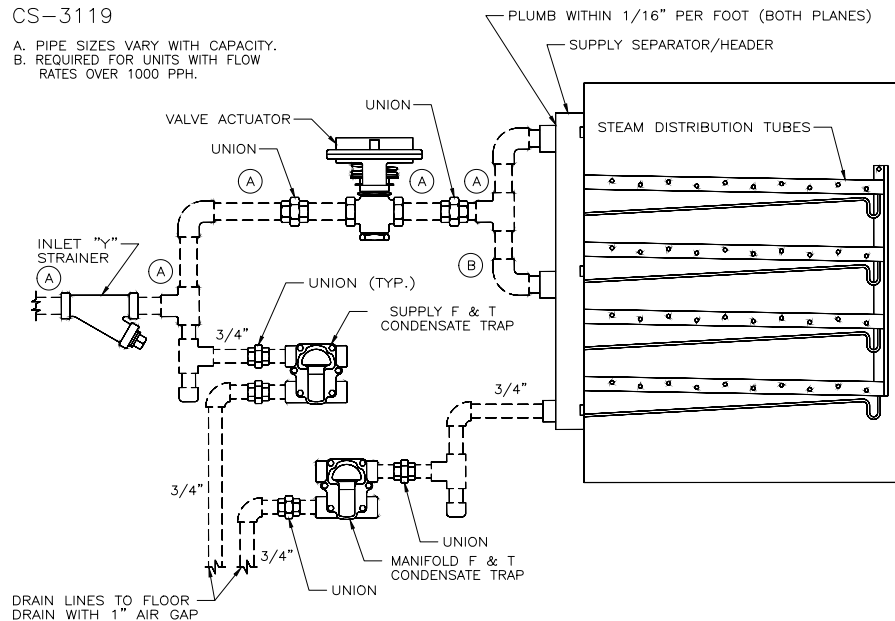 CS-3119
A. PIPE SIZES VARY WITH CAPACITY.
B. REQUIRED FOR UNITS WITH FLOW
RATES OVER 1000 PPH.
PLUMB WITHIN 1/16" PER FOOT (BOTH PLANES)
SUPPLY SEPARATOR/HEADER
UNION
VALVE ACTUATOR
STEAM DISTRIBUTION TUBES
UNION
A
A
A
INLET "Y"
STRAINER
A
A
B
UNION (TYP.)
SUPPLY F & T
CONDENSATE TRAP
3/4"
3/4"
3/4"
UNION
3/4"
MANIFOLD F & T
CONDENSATE TRAP
UNION
DRAIN LINES TO FLOOR
DRAIN WITH 1" AIR GAP